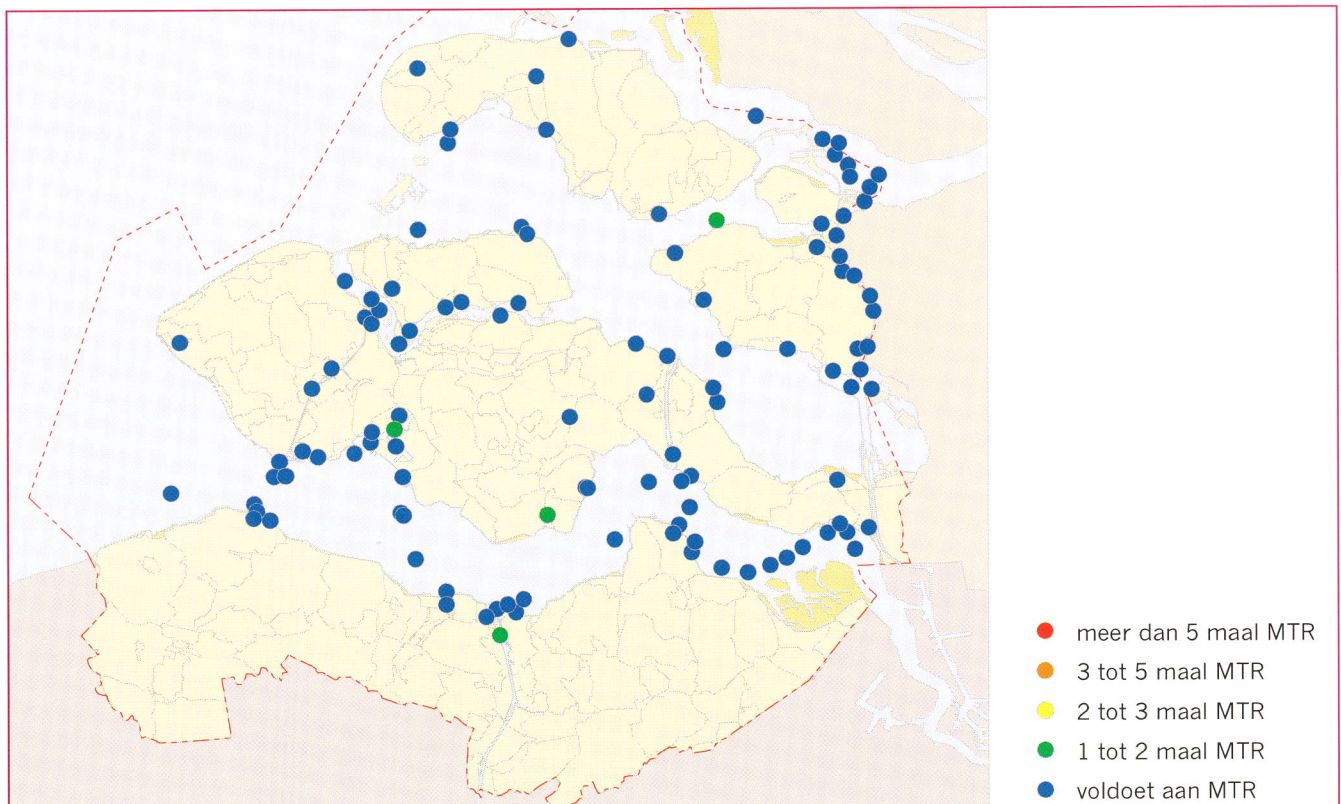 meer dan 5 maal MTR
3 tot 5 maal MTR
2 tot 3 maal MTR
1 tot 2 maal MTR
voldoet aan MTR